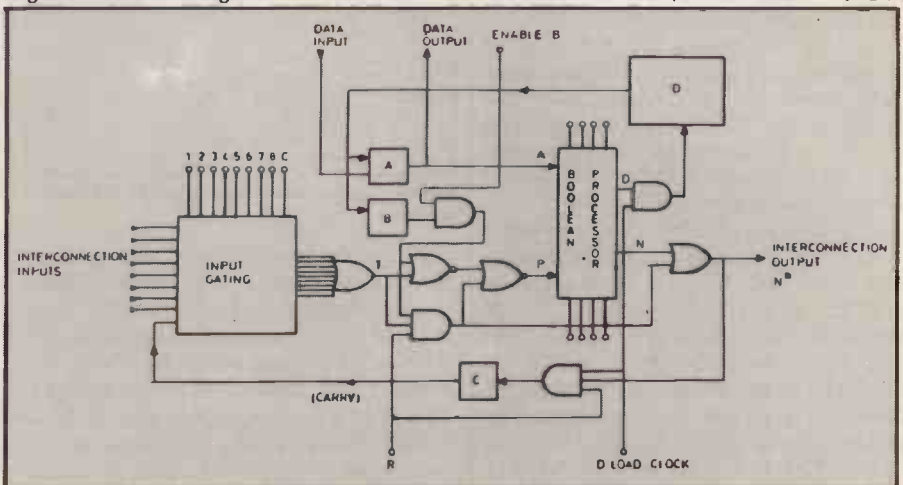 DATA INPUT
DATA OUTPUT
ENABLE B
D
A
B
1 2 3 4 5 6 7 8 C
INTERCONNECTION INPUTS
INPUT GATING
T
A
BOOLEAN PROCESSOR
P
D
N
INTERCONNECTION OUTPUT
N*
C
(CARRY)
R
D LOAD CLOCK